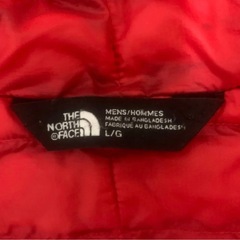 THE
NORTH
FACE
MENS/HOMMES
MADE IN BANGLADESH
FABRIQUÉ AU BANGLADESH
L/G